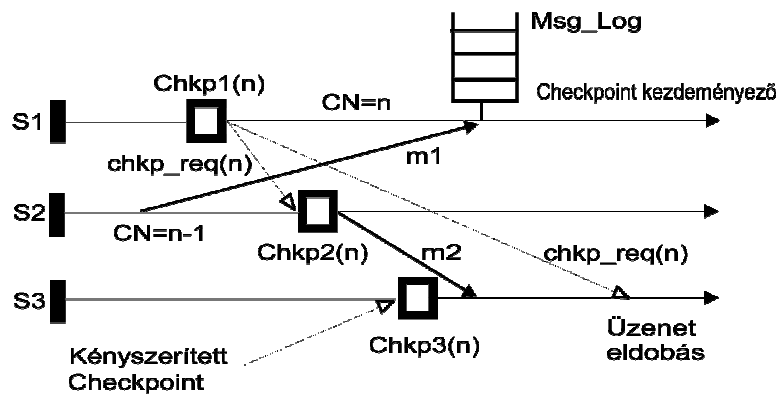 Msg_Log
Chkp1(n)
CN=n
Checkpoint kezdeményező
S1
chkp_req(n)
m1
S2
CN=n-1
Chkp2(n)
m2
chkp_req(n)
S3
Chkp3(n)
Üzenet
eldobás
Kényszerített
Checkpoint